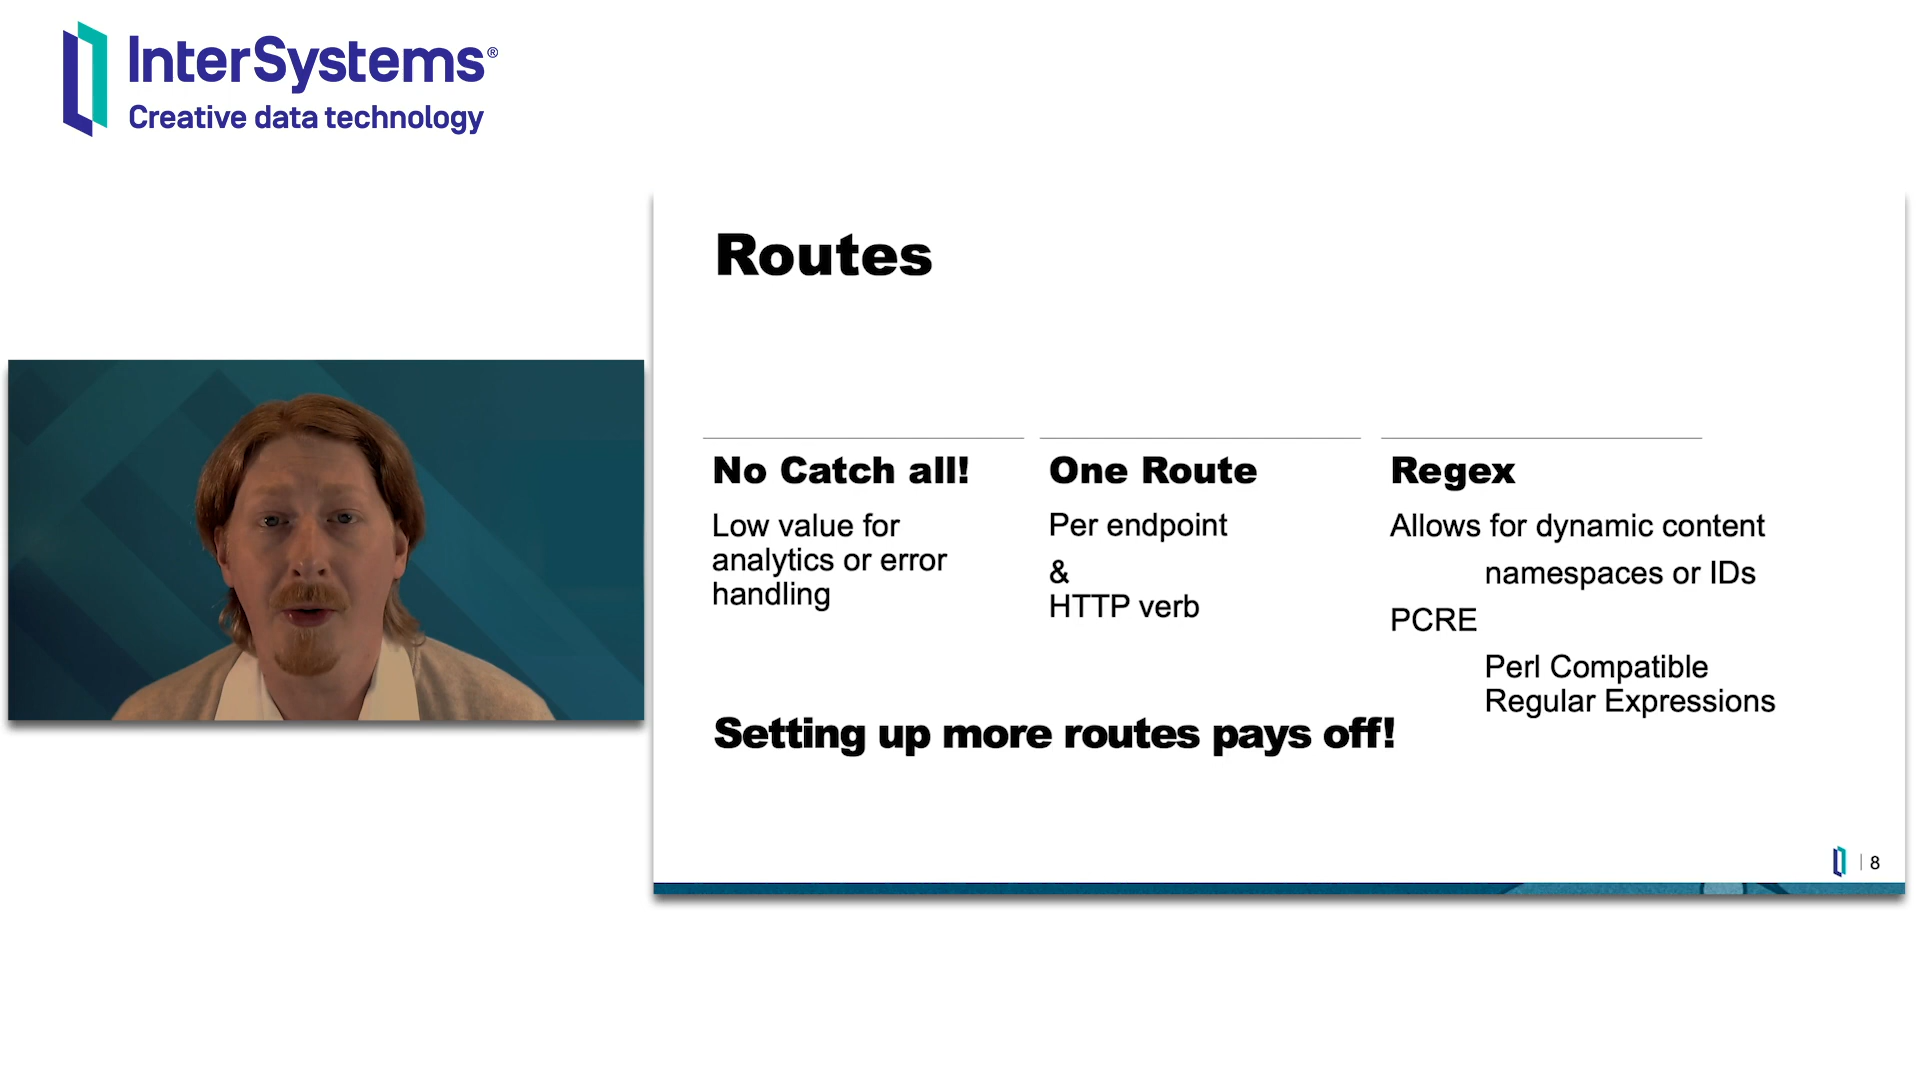 InterSystems®
Creative data technology
Routes
No Catch all!
Low value for
analytics or error
handling
One Route
Per endpoint
&
HTTP verb
Regex
Allows for dynamic content
namespaces or IDs
PCRE
Perl Compatible
Regular Expressions
Setting up more routes pays off!
8